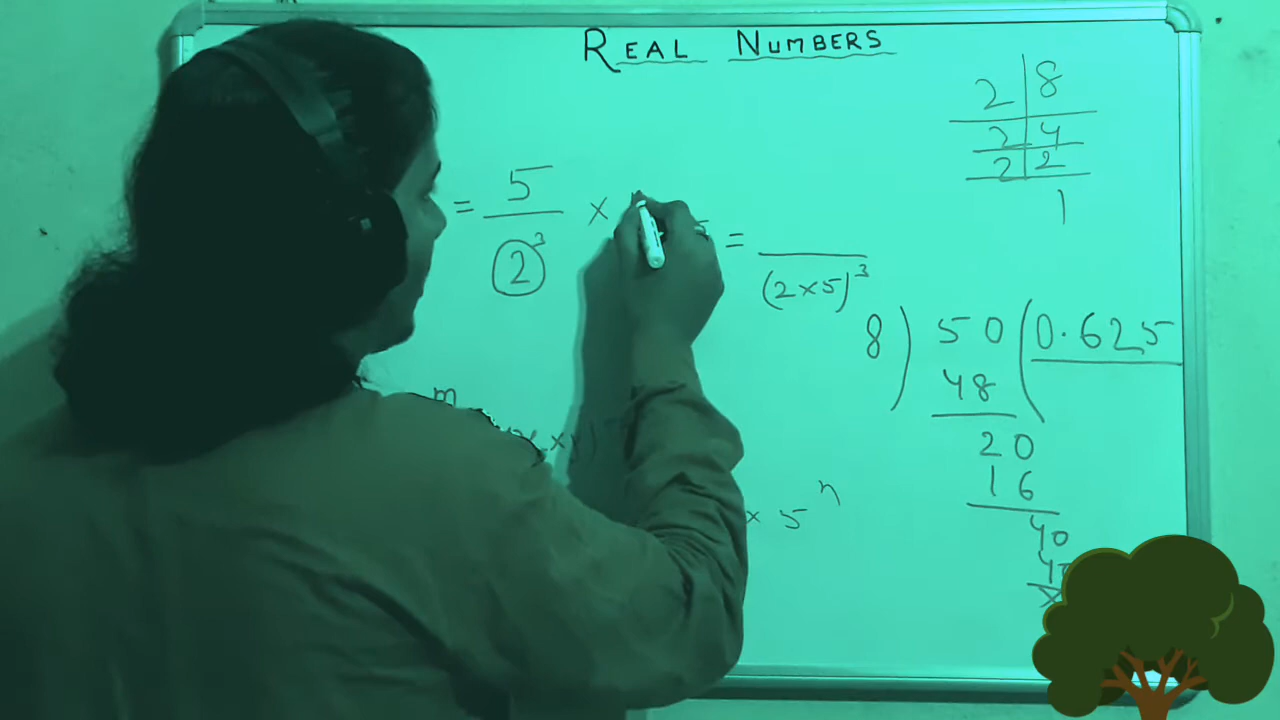 REAL NUMBERS
2 | 8
2 | 4
2 | 2
1
= 5/2³ ×
= /(2×5)³
8 ) 50 ( 0.625
48
20
16
40
m
× 5ⁿ